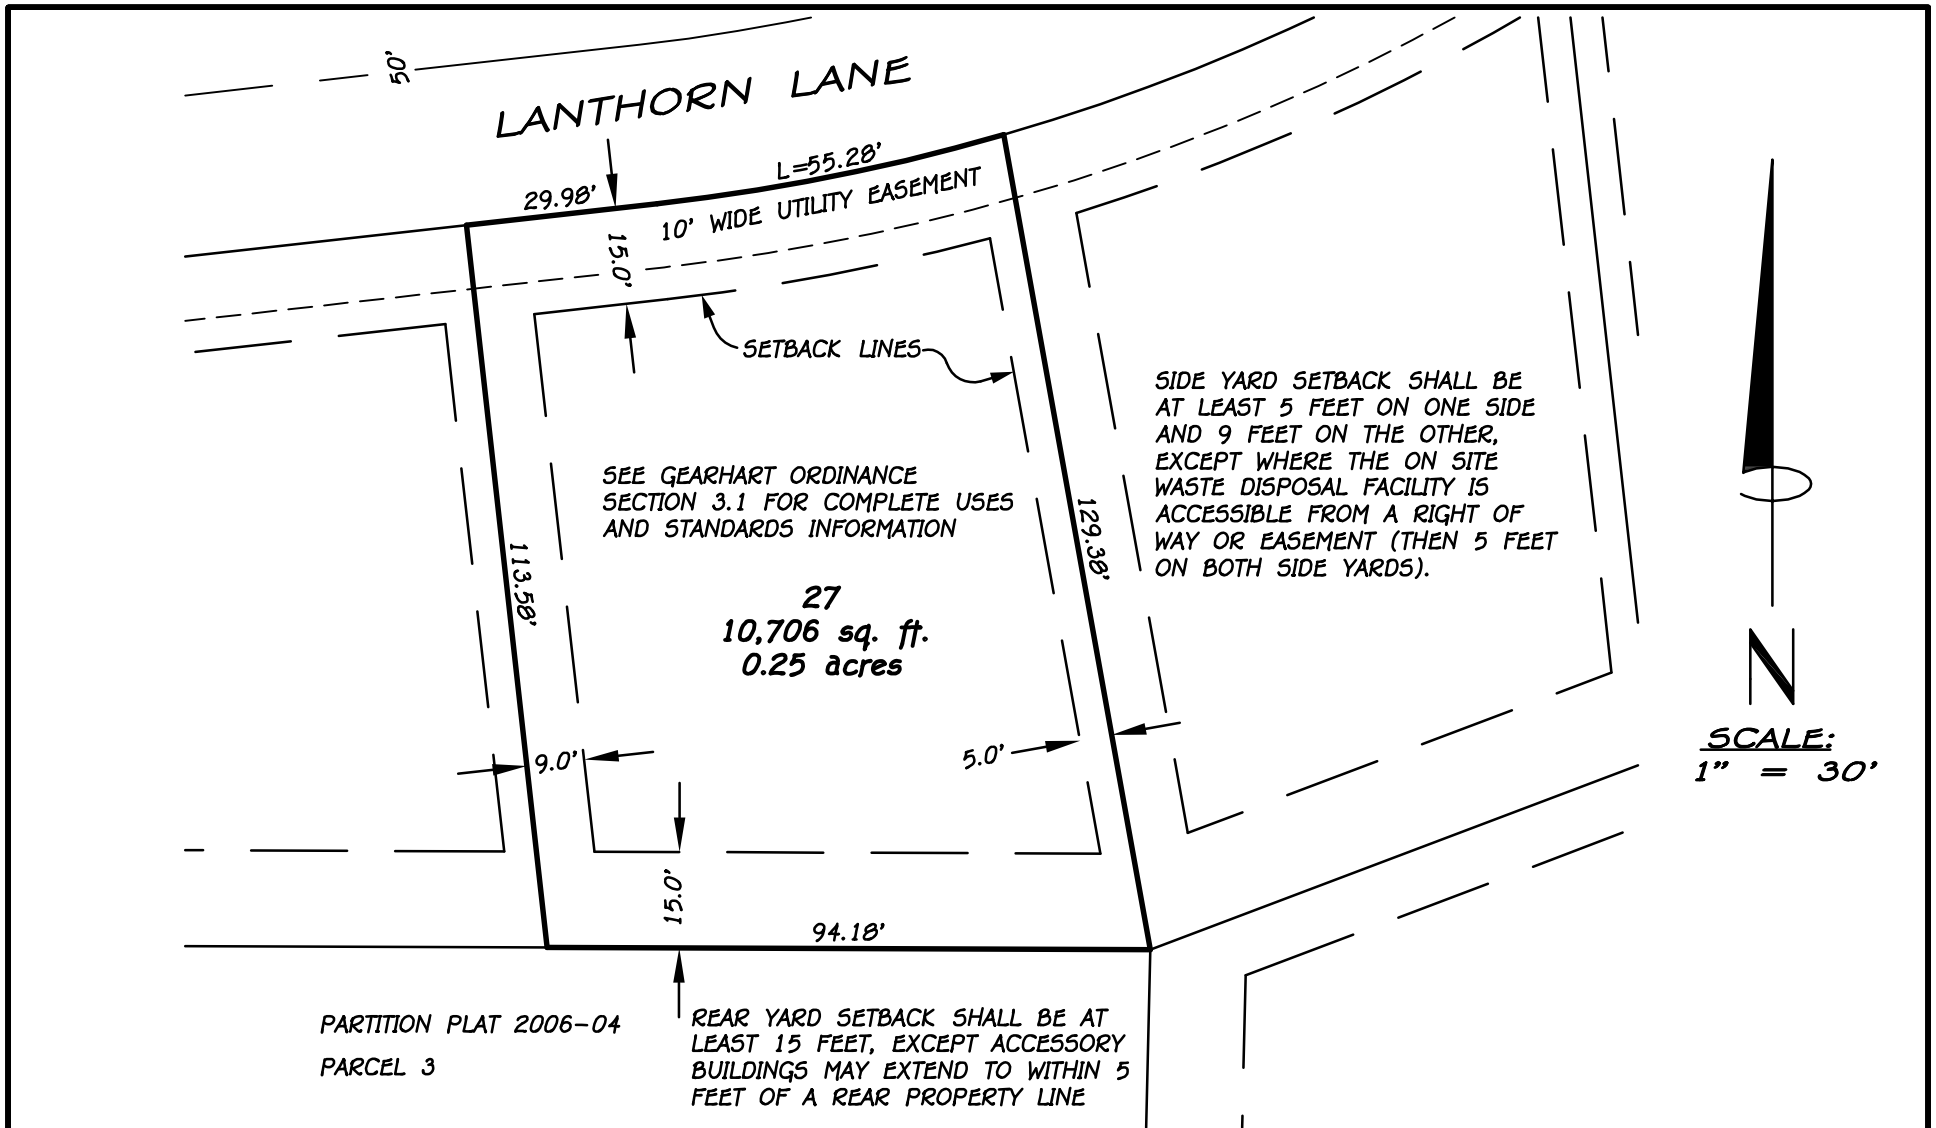 50'
LANTHORN LANE
L=55.28'
29.98'
10' WIDE UTILITY EASEMENT
15.0'
SETBACK LINES
SIDE YARD SETBACK SHALL BE
AT LEAST 5 FEET ON ONE SIDE
AND 9 FEET ON THE OTHER,
EXCEPT WHERE THE ON SITE
WASTE DISPOSAL FACILITY IS
ACCESSIBLE FROM A RIGHT OF
WAY OR EASEMENT (THEN 5 FEET
ON BOTH SIDE YARDS).
SEE GEARHART ORDINANCE
SECTION 3.1 FOR COMPLETE USES
AND STANDARDS INFORMATION
129.38'
113.58'
27
10,706 sq. ft.
0.25 acres
N
SCALE:
1" = 30'
9.0'
5.0'
15.0'
94.18'
PARTITION PLAT 2006-04
PARCEL 3
REAR YARD SETBACK SHALL BE AT
LEAST 15 FEET, EXCEPT ACCESSORY
BUILDINGS MAY EXTEND TO WITHIN 5
FEET OF A REAR PROPERTY LINE